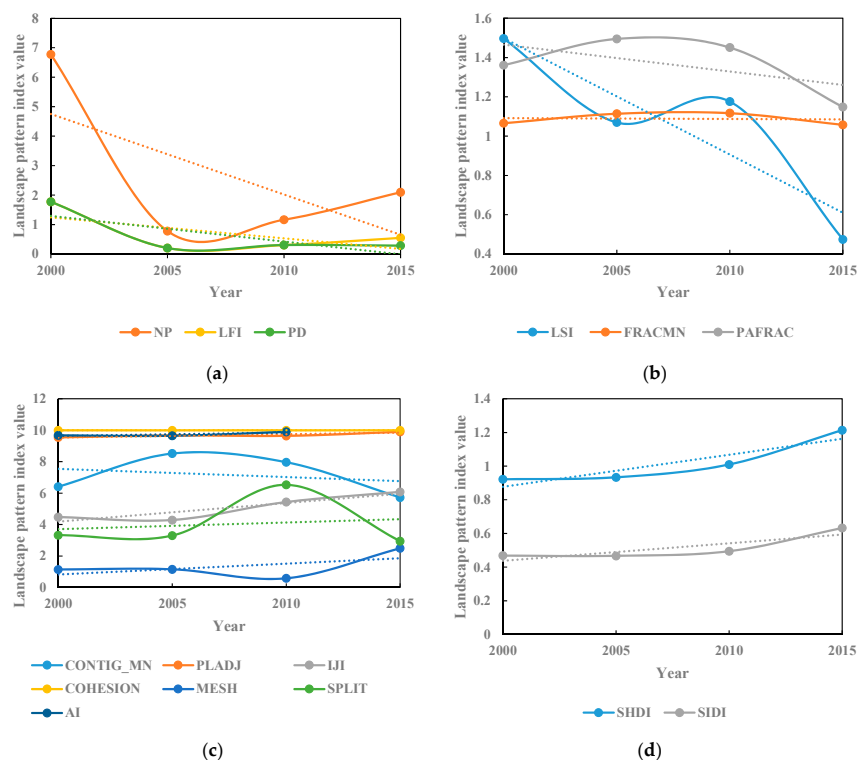 8
7
6
5
4
3
2
1
0
Landscape pattern index value
2000 2005 2010 2015
Year
NP LFI PD
(a)
1.6
1.4
1.2
1
0.8
0.6
0.4
Landscape pattern index value
2000 2005 2010 2015
Year
LSI FRACMN PAFRAC
(b)
12
10
8
6
4
2
0
Landscape pattern index value
2000 2005 2010 2015
Year
CONTIG_MN PLADJ IJI
COHESION MESH SPLIT
AI
(c)
1.4
1.2
1
0.8
0.6
0.4
0.2
0
Landscape pattern index value
2000 2005 2010 2015
Year
SHDI SIDI
(d)